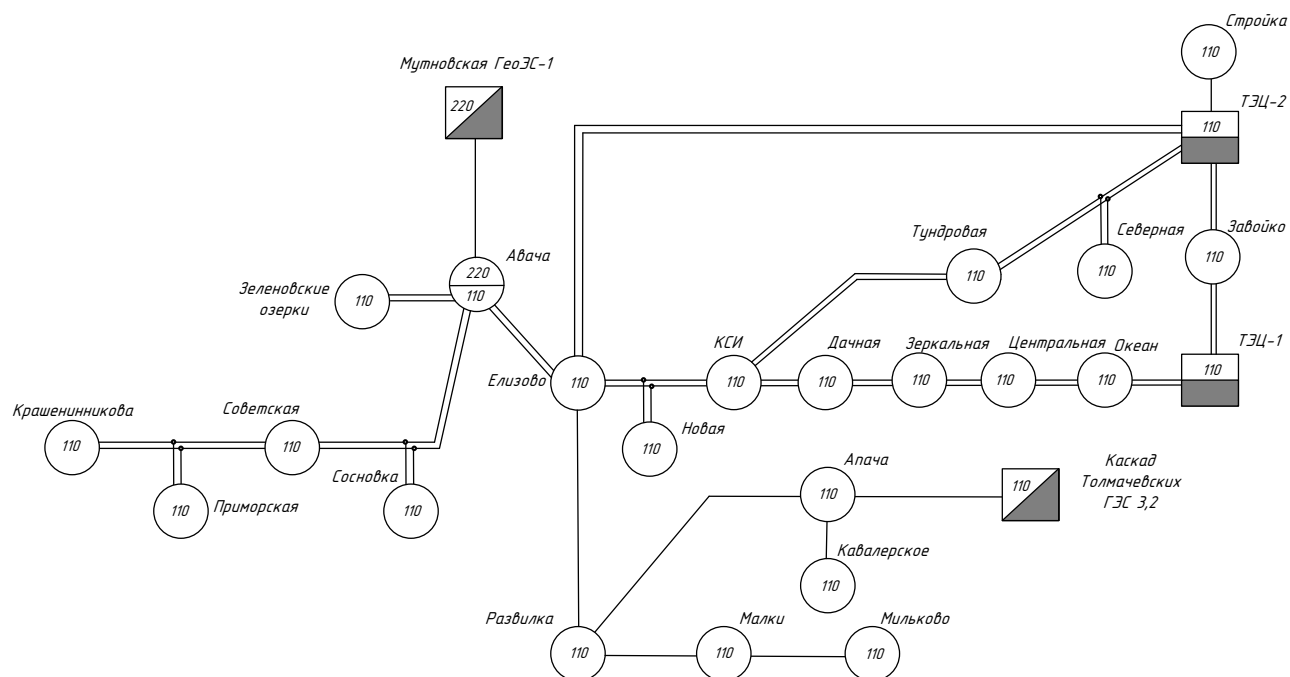 Стройка
110
Мутновская ГеоЭС-1
220
ТЭЦ-2
110
Авача
220
110
Зеленовские
озерки
110
Тундровая
110
Северная
110
Завойко
110
Елизово
110
КСИ
110
Дачная
110
Зеркальная
110
Центральная
110
Океан
110
ТЭЦ-1
110
Крашенинникова
110
Советская
110
Новая
110
Приморская
110
Сосновка
110
Апача
110
Каскад
Толмачевских
ГЭС 3,2
110
Кавалерское
110
Развилка
110
Малки
110
Мильково
110